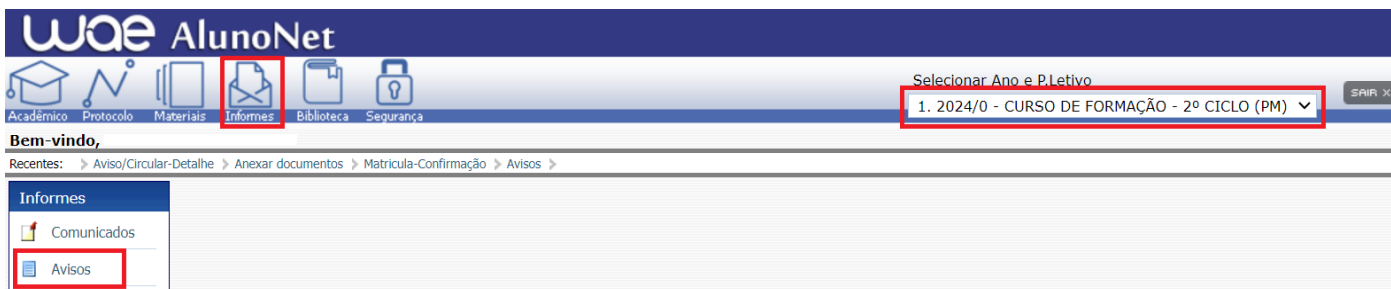 wae AlunoNet
Selecionar Ano e P.Letivo
1. 2024/0 - CURSO DE FORMAÇÃO - 2º CICLO (PM)
SAIR X
Acadêmico Protocolo Materiais Informes Biblioteca Segurança
Bem-vindo,
Recentes: Aviso/Circular-Detalhe Anexar documentos Matricula-Confirmação Avisos
Informes
Comunicados
Avisos